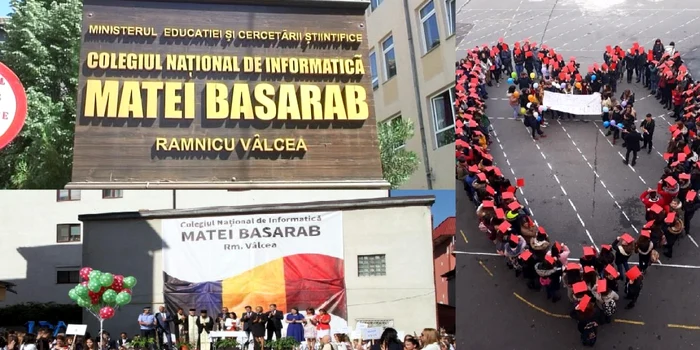 MINISTERUL EDUCAȚIEI ȘI CERCETĂRII ȘTIINȚIFICE
COLEGIUL NAȚIONAL DE INFORMATICĂ
MATEI BASARAB
RAMNICU VÂLCEA
Colegiul Național de Informatică
MATEI BASARAB
Rm. Vâlcea